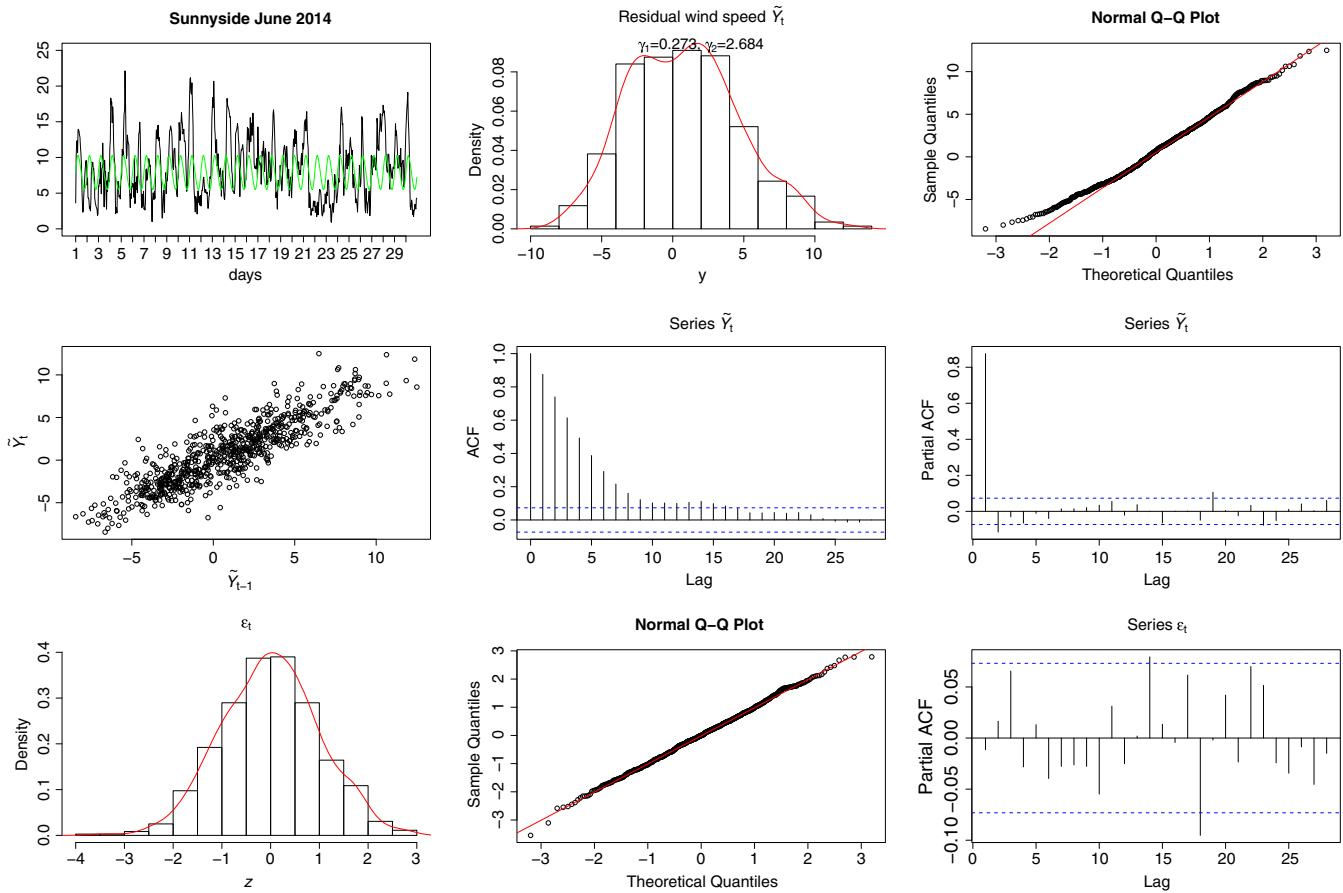 Sunnyside June 2014
25
20
15
10
5
0
1 3 5 7 9 11 13 15 17 19 21 23 25 27 29
days
Residual wind speed Ỹt
γ1=0.273, γ2=2.684
Density
0.08
0.06
0.04
0.02
0.00
−10 −5 0 5 10
y
Normal Q−Q Plot
Sample Quantiles
10
5
0
−5
−3 −2 −1 0 1 2 3
Theoretical Quantiles
Ỹt
10
5
0
−5
−5 0 5 10
Ỹt−1
Series Ỹt
ACF
1.0
0.8
0.6
0.4
0.2
0.0
0 5 10 15 20 25
Lag
Series Ỹt
Partial ACF
0.8
0.6
0.4
0.2
0.0
0 5 10 15 20 25
Lag
εt
Density
0.4
0.3
0.2
0.1
0.0
−4 −3 −2 −1 0 1 2 3
z
Normal Q−Q Plot
Sample Quantiles
3
2
1
0
−1
−2
−3
−3 −2 −1 0 1 2 3
Theoretical Quantiles
Series εt
Partial ACF
0.05
0.00
−0.05
−0.10
0 5 10 15 20 25
Lag